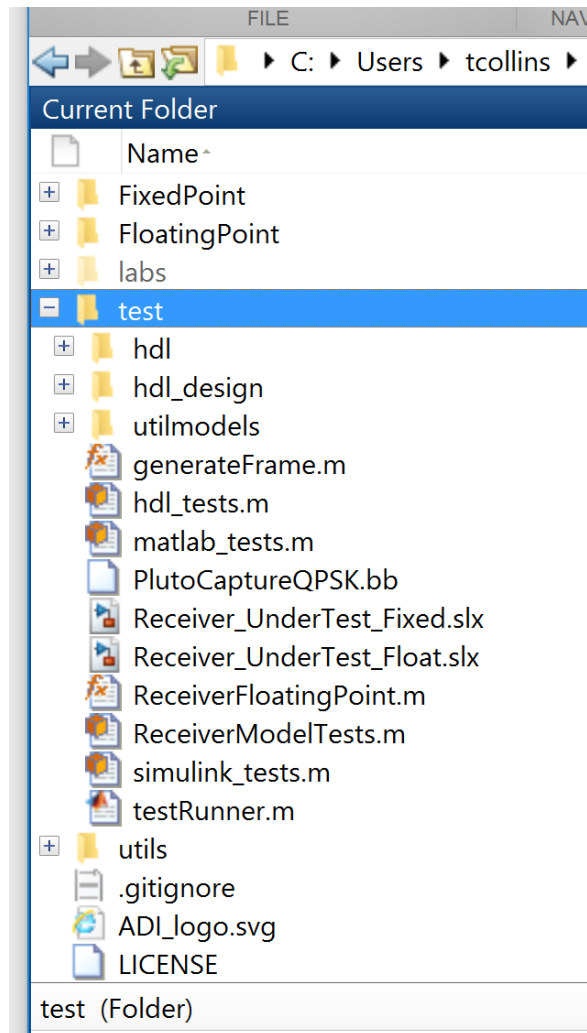 FILE NAV
C: Users tcollins
Current Folder
Name
FixedPoint
FloatingPoint
labs
test
hdl
hdl_design
utilmodels
generateFrame.m
hdl_tests.m
matlab_tests.m
PlutoCaptureQPSK.bb
Receiver_UnderTest_Fixed.slx
Receiver_UnderTest_Float.slx
ReceiverFloatingPoint.m
ReceiverModelTests.m
simulink_tests.m
testRunner.m
utils
.gitignore
ADI_logo.svg
LICENSE
test (Folder)